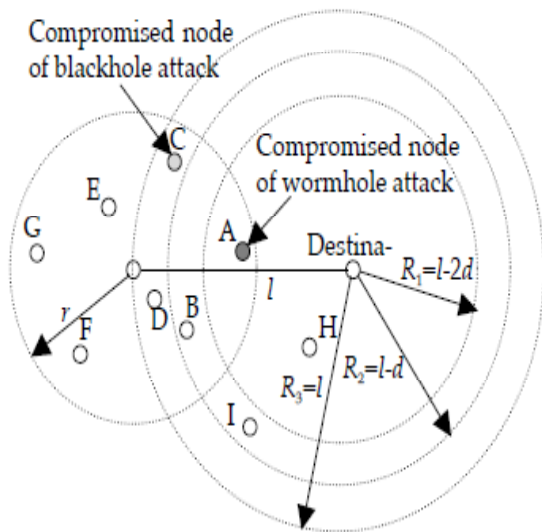 Compromised node
of blackhole attack
C
Compromised node
of wormhole attack
E
G
A
Destina-
R1=l-2d
l
r
D
B
F
H
R2=l-d
R3=l
I